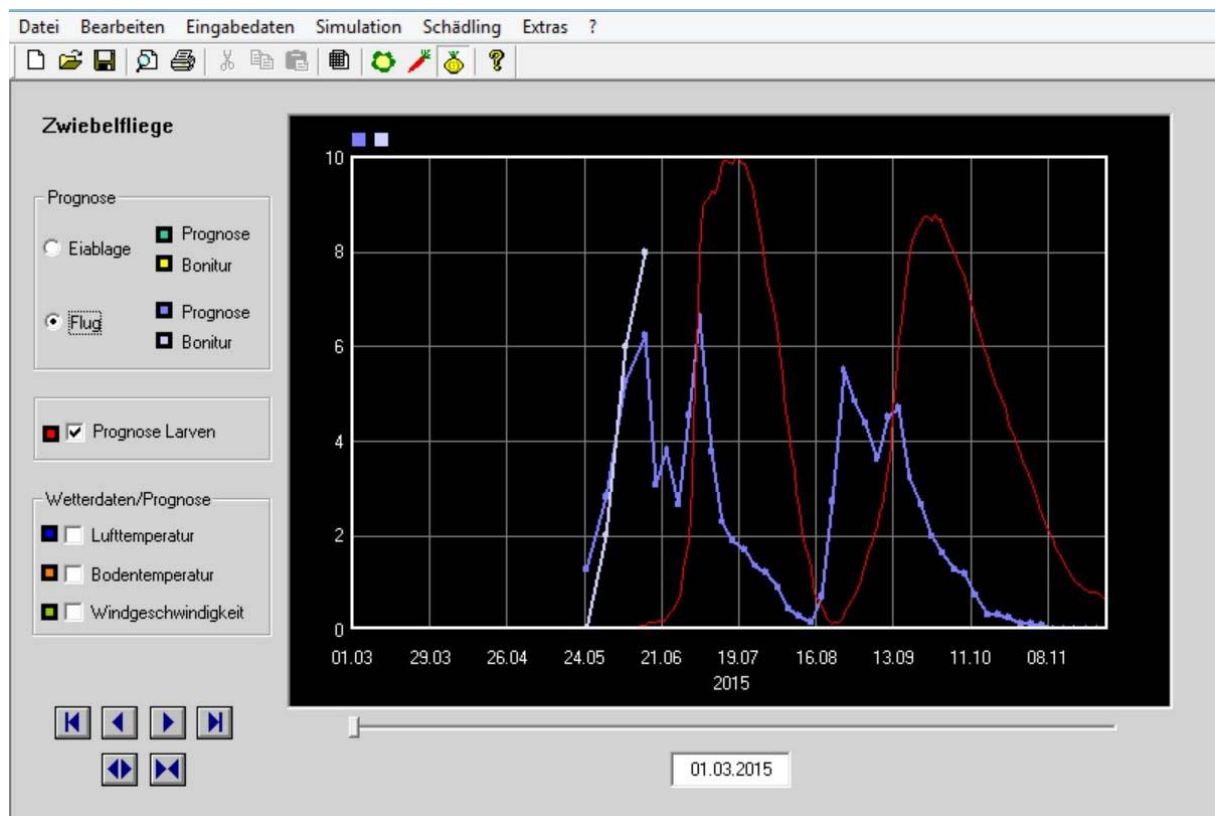 Datei Bearbeiten Eingabedaten Simulation Schädling Extras ?
Zwiebelfliege
Prognose
Eiablage
Prognose
Bonitur
Flug
Prognose
Bonitur
Prognose Larven
Wetterdaten/Prognose
Lufttemperatur
Bodentemperatur
Windgeschwindigkeit
10
8
6
4
2
0
01.03 29.03 26.04 24.05 21.06 19.07 16.08 13.09 11.10 08.11
2015
01.03.2015